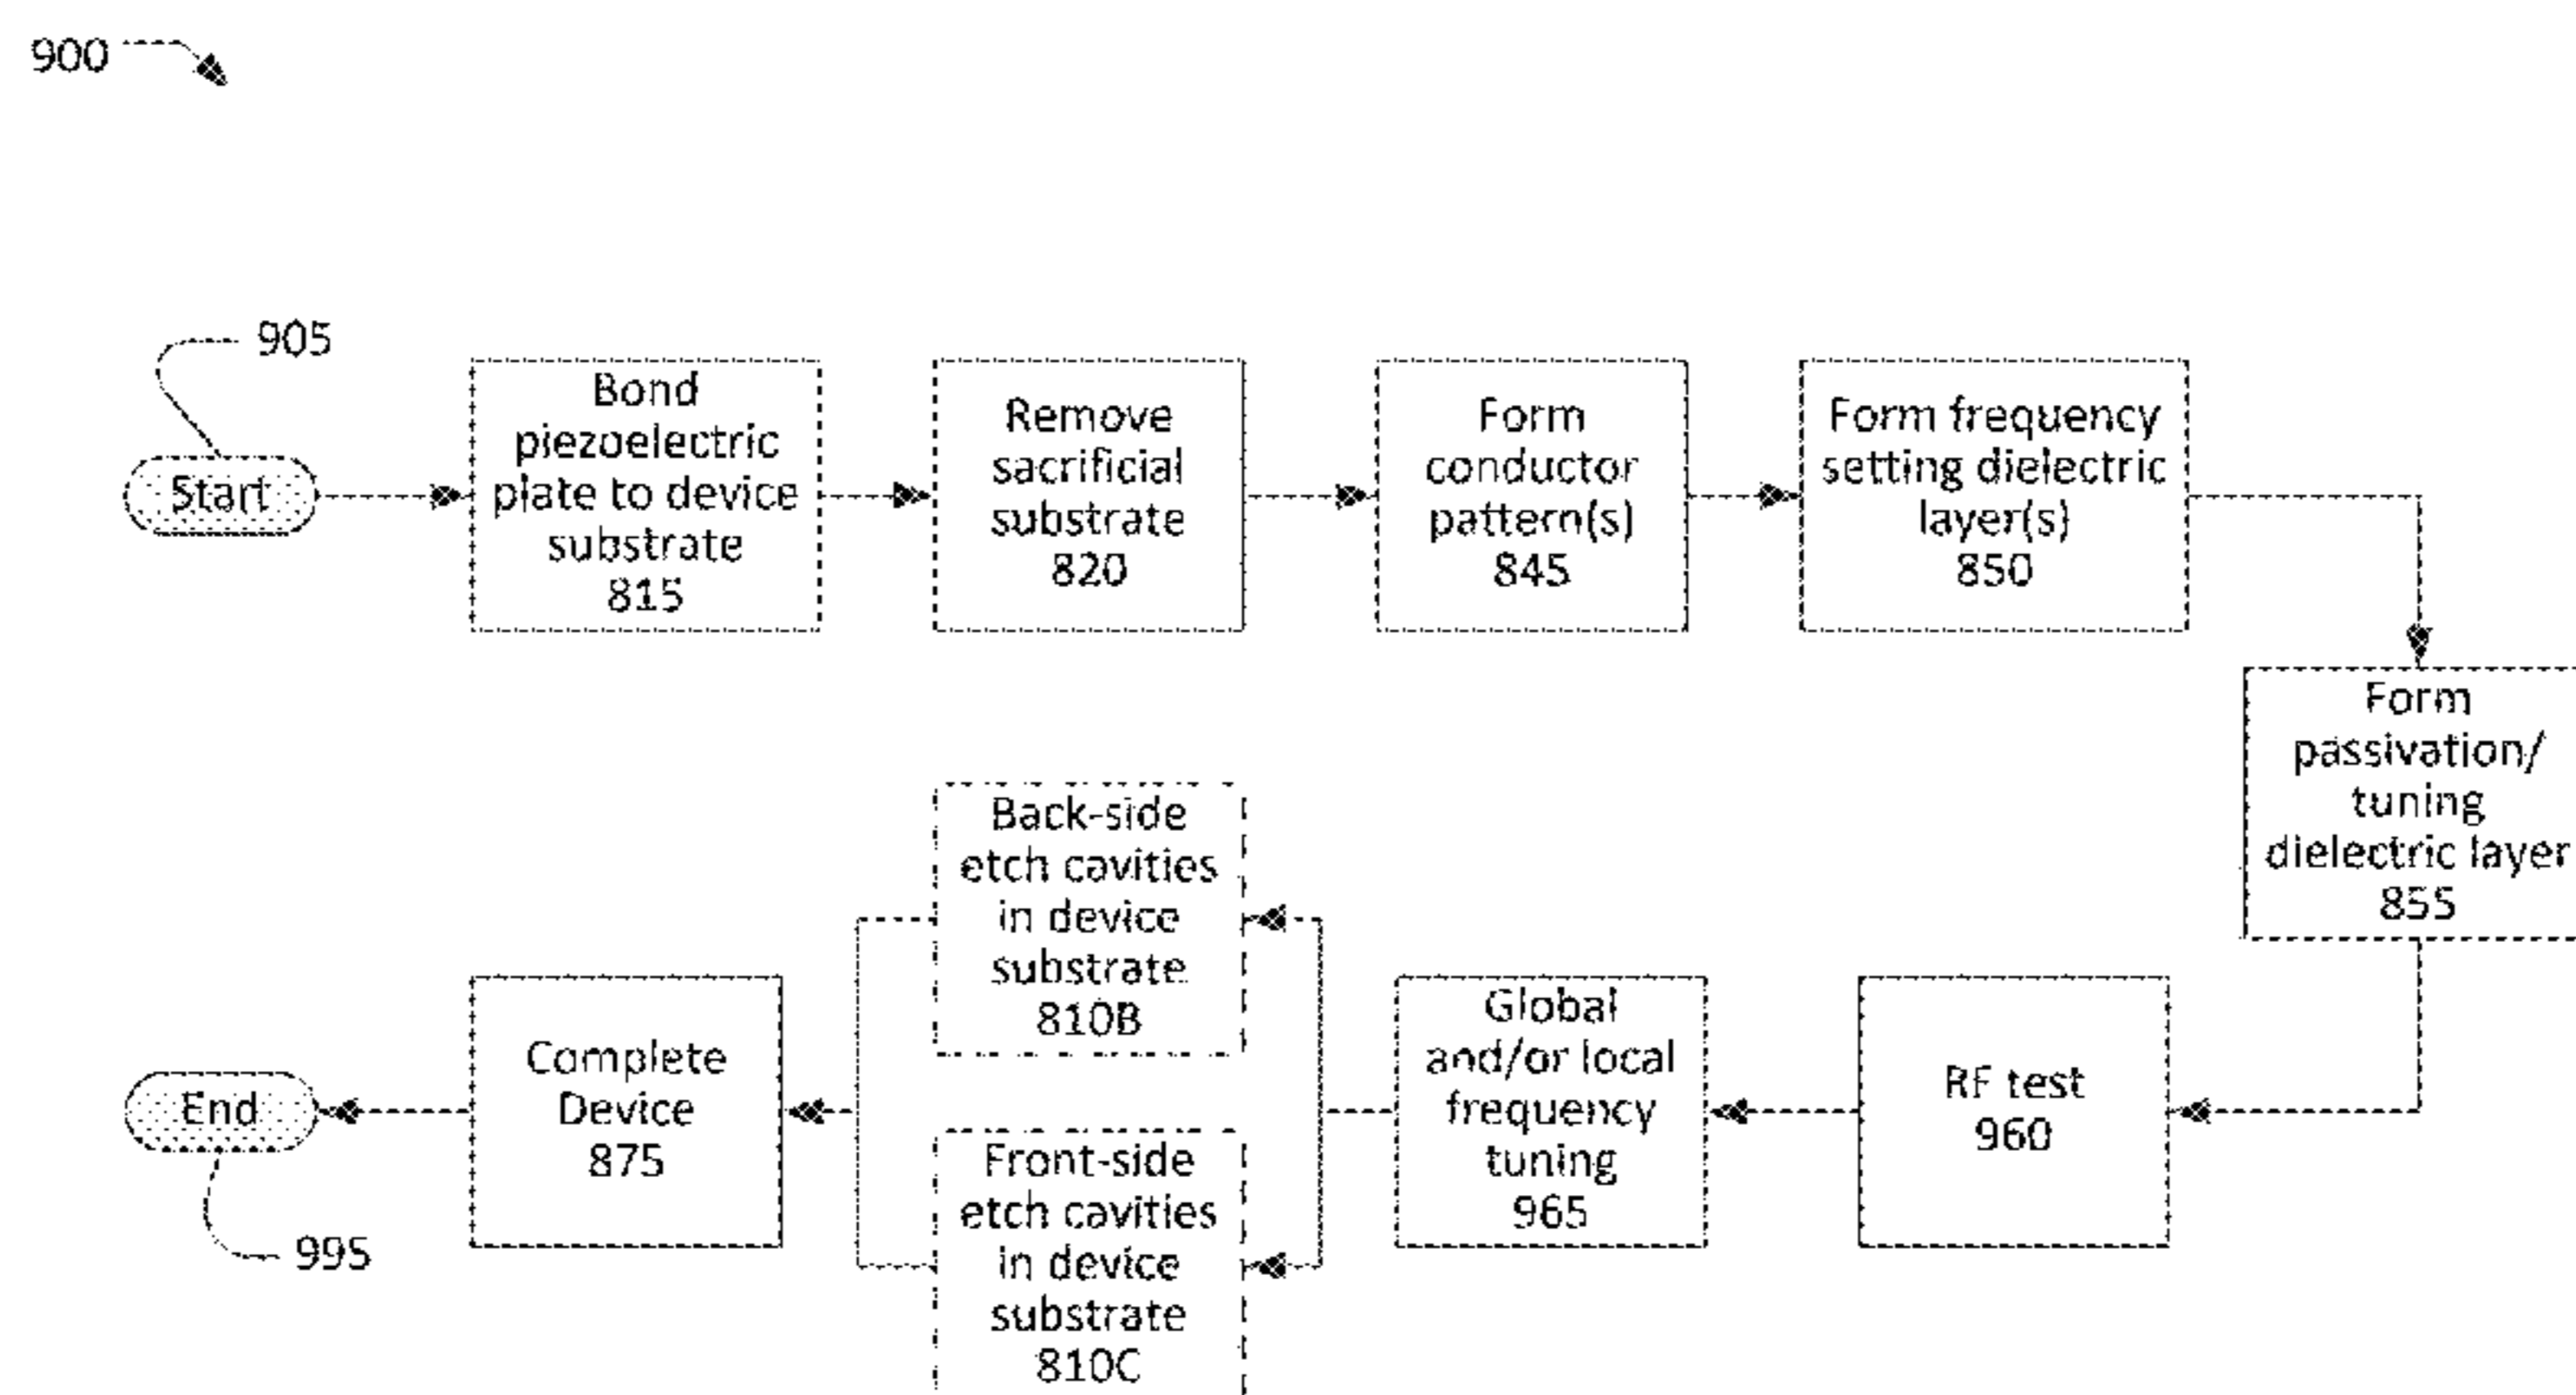 900
905
Start
Bond
piezoelectric
plate to device
substrate
815
Remove
sacrificial
substrate
820
Form
conductor
pattern(s)
845
Form frequency
setting dielectric
layer(s)
850
Form
passivation/
tuning
dielectric layer
855
RF test
960
Global
and/or local
frequency
tuning
965
Back-side
etch cavities
in device
substrate
810B
Front-side
etch cavities
in device
substrate
810C
Complete
Device
875
End
995